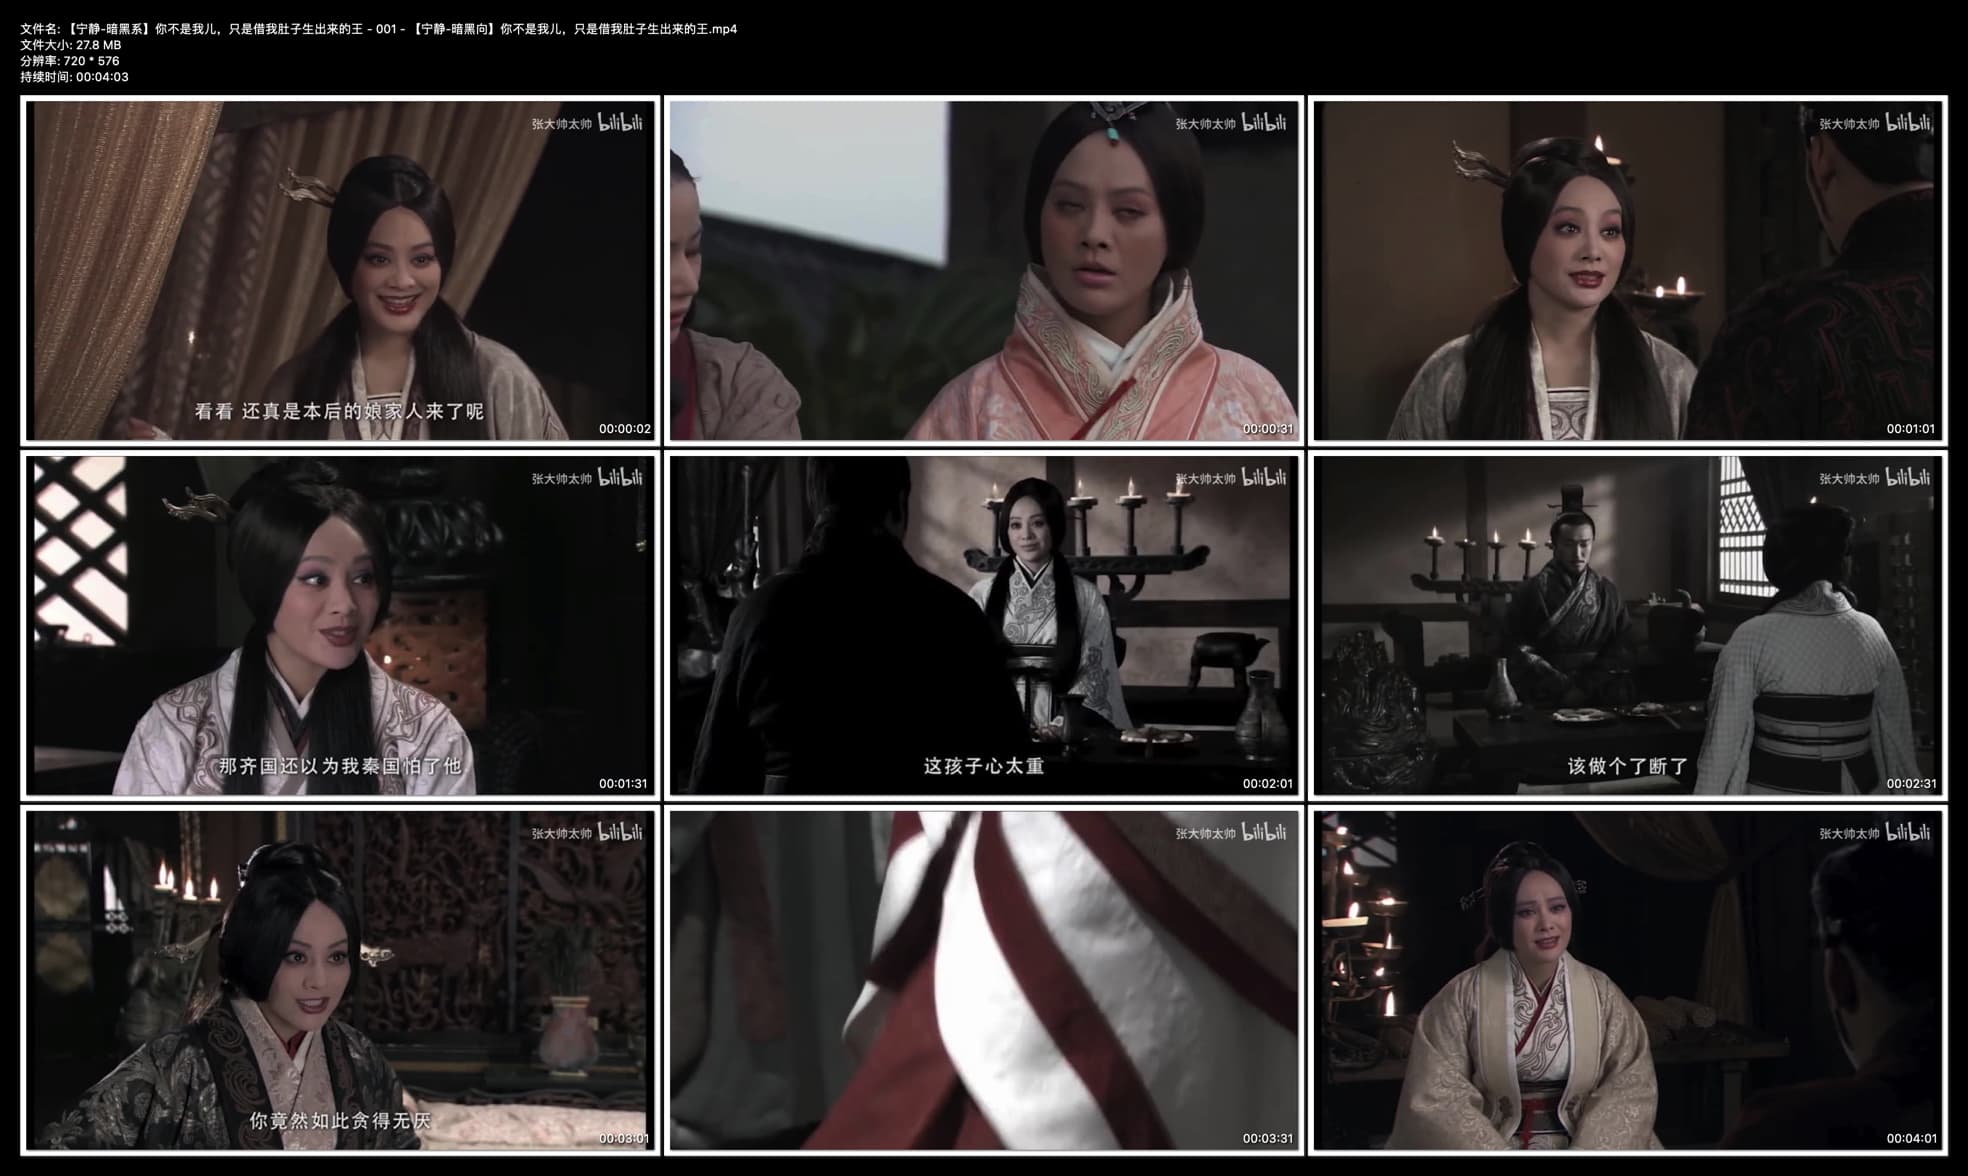 文件名: 【宁静-暗黑系】你不是我儿，只是借我肚子生出来的王 - 001 - 【宁静-暗黑向】你不是我儿，只是借我肚子生出来的王.mp4
文件大小: 27.8 MB
分辨率: 720 * 576
持续时间: 00:04:03
张大帅太帅 bilibili
看看 还真是本后的娘家人来了呢
00:00:02
张大帅太帅 bilibili
00:00:31
张大帅太帅 bilibili
00:01:01
张大帅太帅 bilibili
那齐国还以为我秦国怕了他
00:01:31
张大帅太帅 bilibili
这孩子心太重
00:02:01
张大帅太帅 bilibili
该做个了断了
00:02:31
张大帅太帅 bilibili
你竟然如此贪得无厌
00:03:01
张大帅太帅 bilibili
00:03:31
张大帅太帅 bilibili
00:04:01